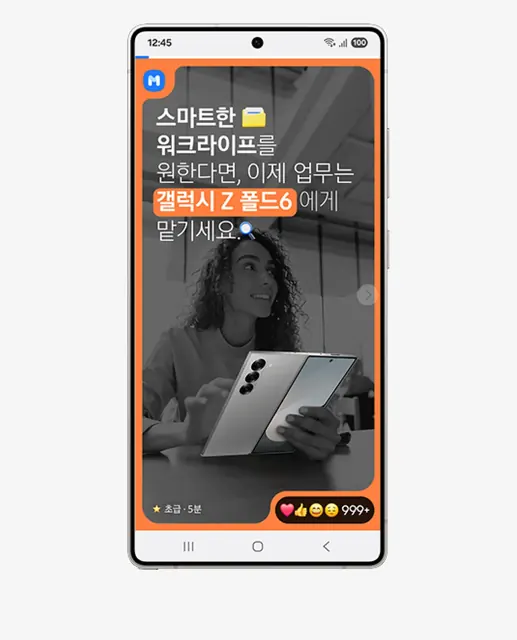 12:45
100
스마트한
워크라이프를
원한다면, 이제 업무는
갤럭시 Z 폴드6 에게
맡기세요.
초급 · 5분
999+